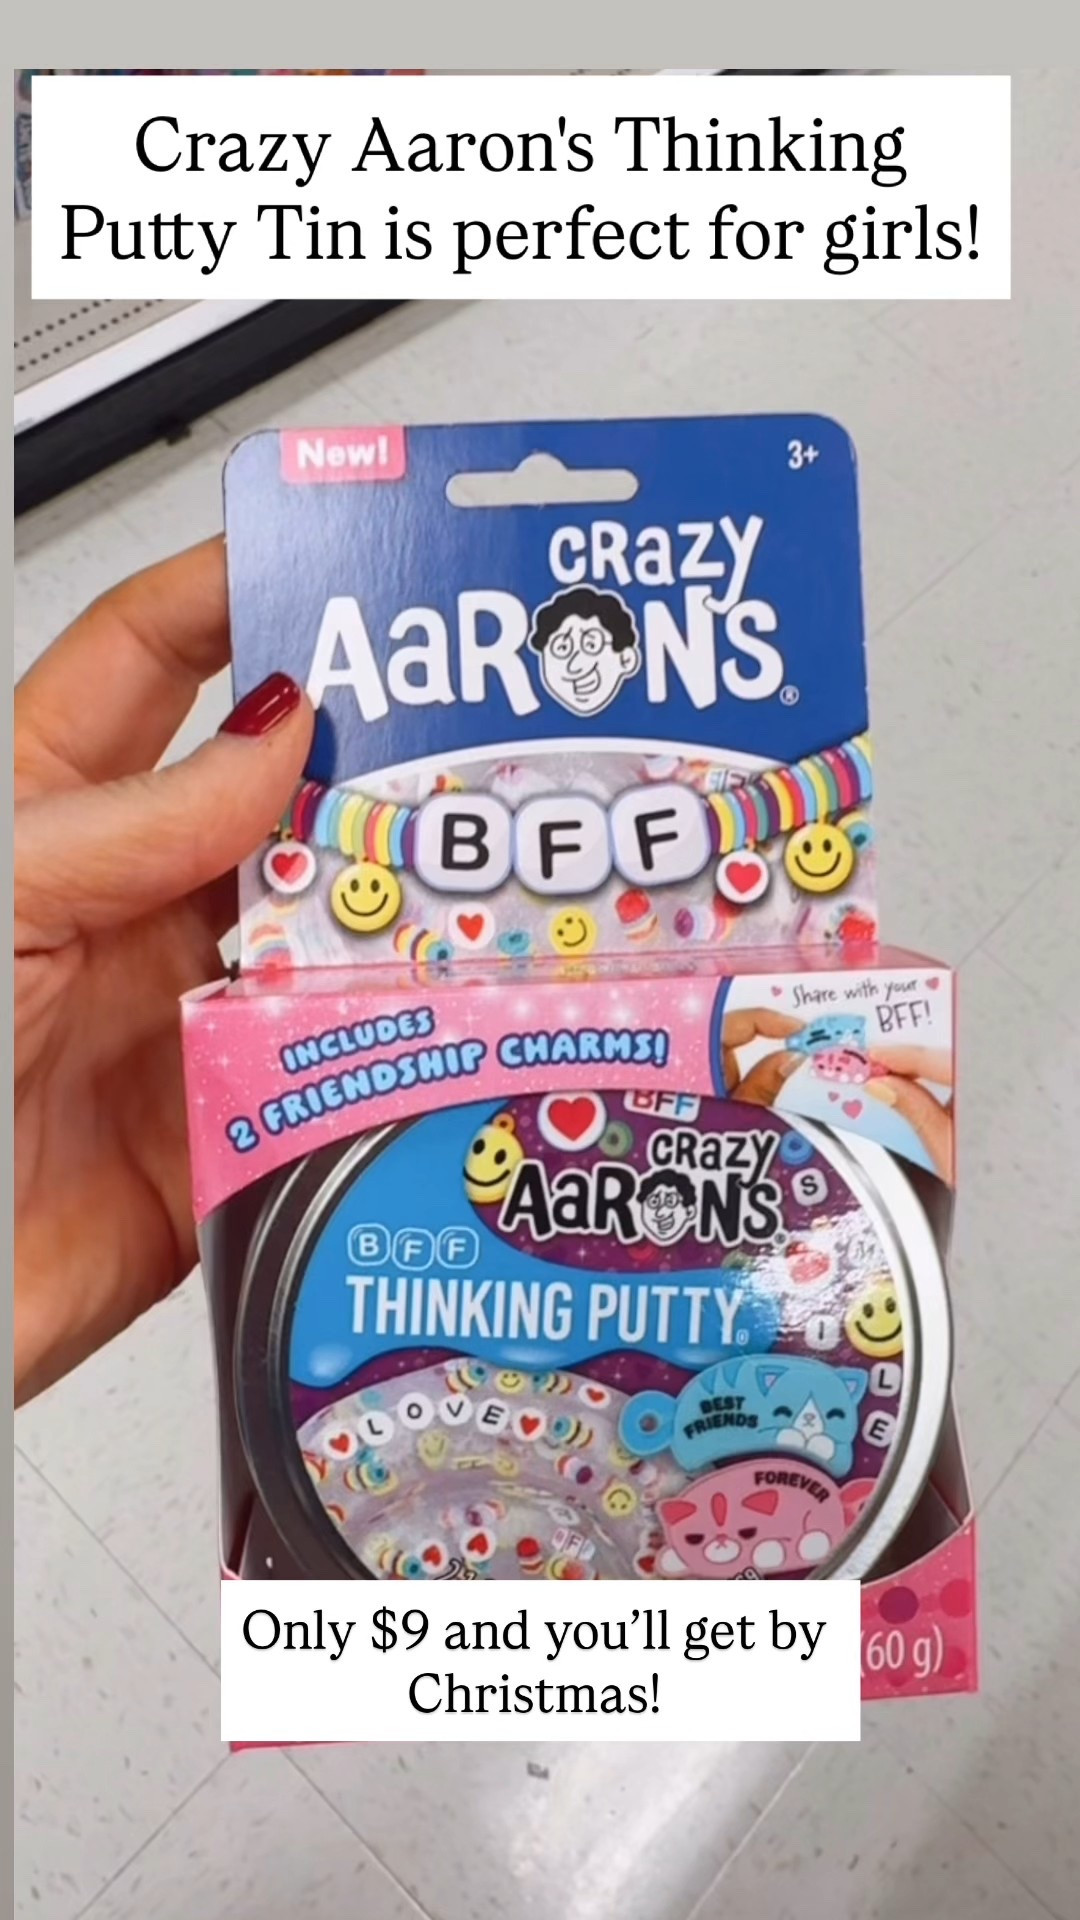 Crazy Aaron's Thinking
Putty Tin is perfect for girls!
New!
3+
CRaZY
AaRON'S®
BFF
INCLUDES
2 FRIENDSHIP CHARMS!
Share with your
BFF!
BFF
CRaZY
AaRON'S
S
BFF
THINKING PUTTY®
I
L
E
LOVE
BEST
FRIENDS
FOREVER
Only $9 and you’ll get by
Christmas!
(60 g)